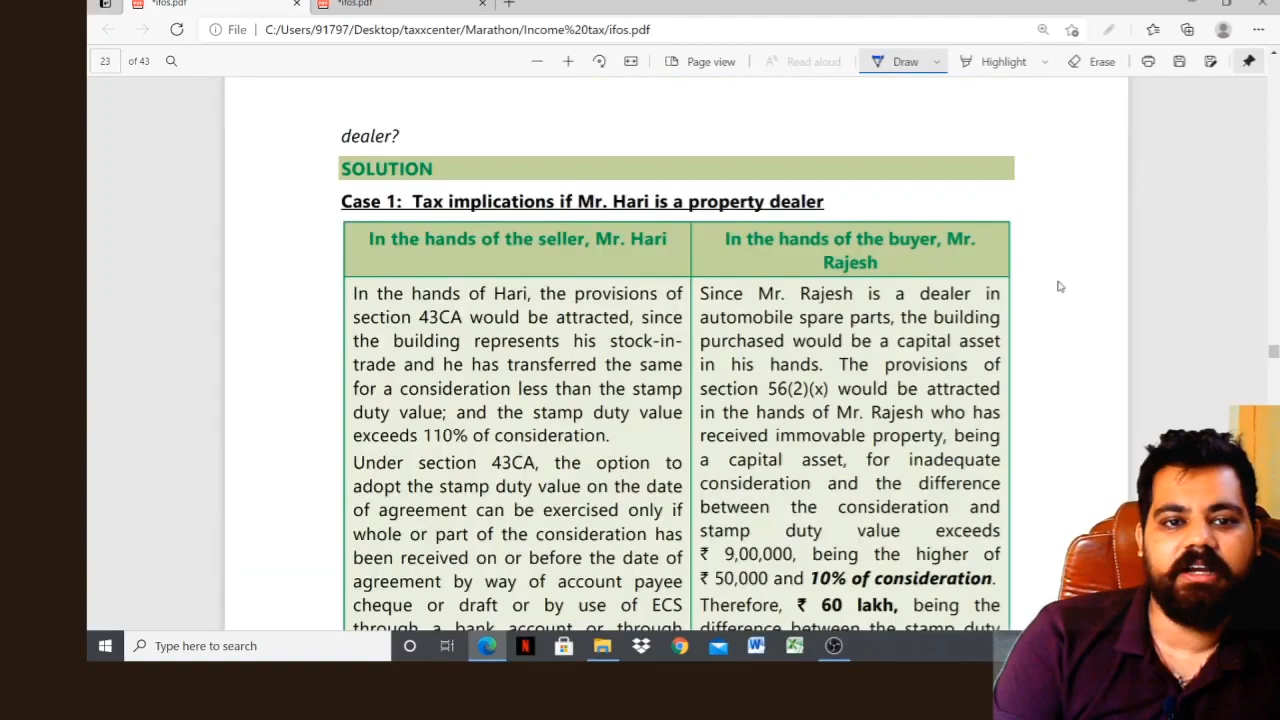 *ifos.pdf
*ifos.pdf
File C:/Users/91797/Desktop/taxxcenter/Marathon/Income%20tax/ifos.pdf
23 of 43 Page view Read aloud Draw Highlight Erase
dealer?
SOLUTION
Case 1: Tax implications if Mr. Hari is a property dealer
In the hands of the seller, Mr. Hari
In the hands of Hari, the provisions of
section 43CA would be attracted, since
the building represents his stock-in-
trade and he has transferred the same
for a consideration less than the stamp
duty value; and the stamp duty value
exceeds 110% of consideration.
Under section 43CA, the option to
adopt the stamp duty value on the date
of agreement can be exercised only if
whole or part of the consideration has
been received on or before the date of
agreement by way of account payee
cheque or draft or by use of ECS
through a bank account or through
In the hands of the buyer, Mr.
Rajesh
Since Mr. Rajesh is a dealer in
automobile spare parts, the building
purchased would be a capital asset
in his hands. The provisions of
section 56(2)(x) would be attracted
in the hands of Mr. Rajesh who has
received immovable property, being
a capital asset, for inadequate
consideration and the difference
between the consideration and
stamp duty value exceeds
₹ 9,00,000, being the higher of
₹ 50,000 and 10% of consideration.
Therefore, ₹ 60 lakh, being the
difference between the stamp duty
Type here to search